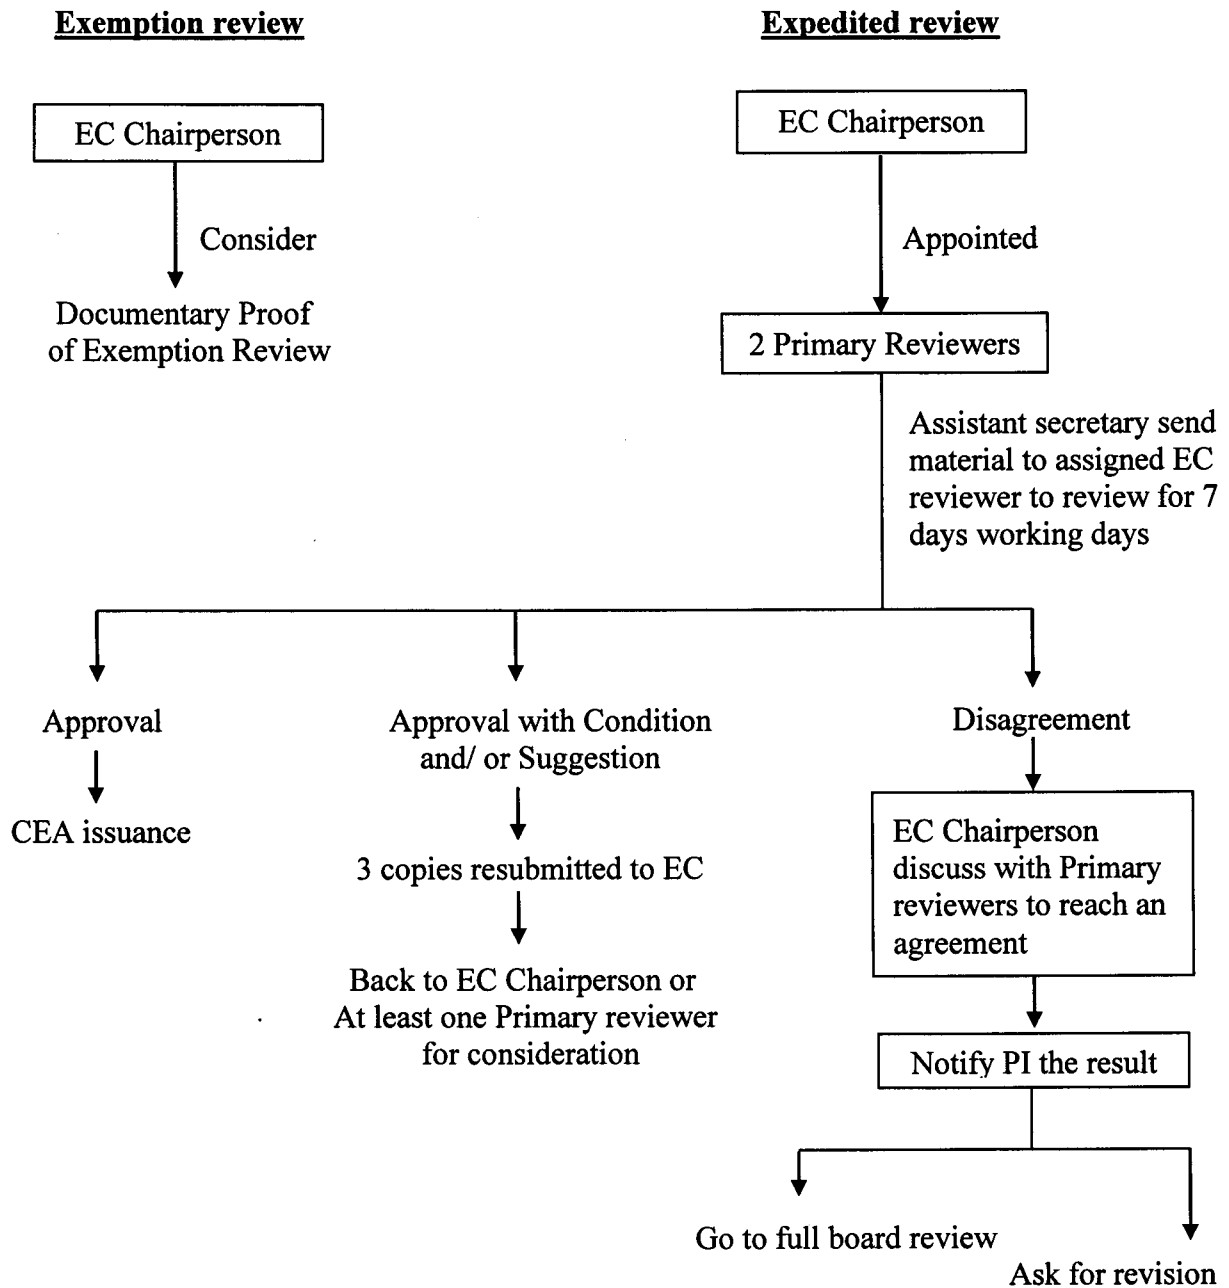 Exemption review
Expedited review
EC Chairperson
EC Chairperson
Consider
Appointed
Documentary Proof
of Exemption Review
2 Primary Reviewers
Assistant secretary send
material to assigned EC
reviewer to review for 7
days working days
Approval
Approval with Condition
and/ or Suggestion
Disagreement
CEA issuance
3 copies resubmitted to EC
EC Chairperson
discuss with Primary
reviewers to reach an
agreement
Back to EC Chairperson or
At least one Primary reviewer
for consideration
Notify PI the result
Go to full board review
Ask for revision